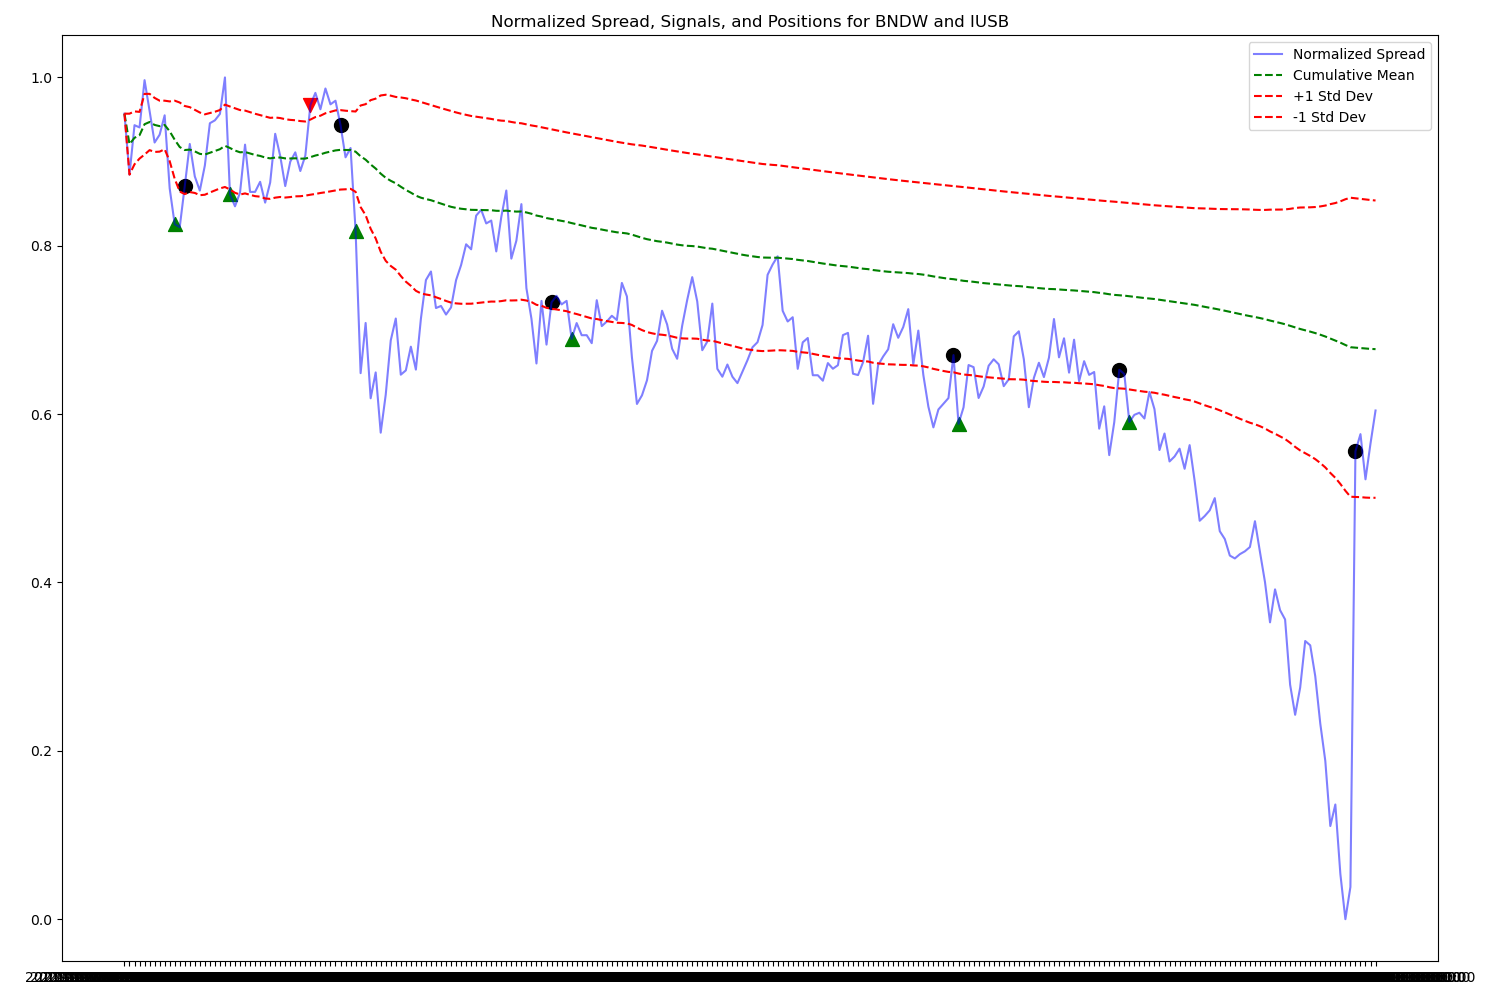 Normalized Spread, Signals, and Positions for BNDW and IUSB
Normalized Spread
Cumulative Mean
+1 Std Dev
-1 Std Dev
1.0
0.8
0.6
0.4
0.2
0.0